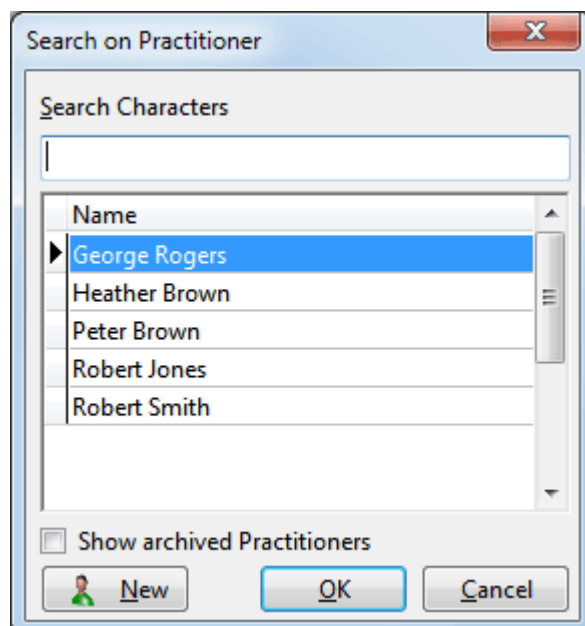 Search on Practitioner
Search Characters
Name
George Rogers
Heather Brown
Peter Brown
Robert Jones
Robert Smith
Show archived Practitioners
New OK Cancel